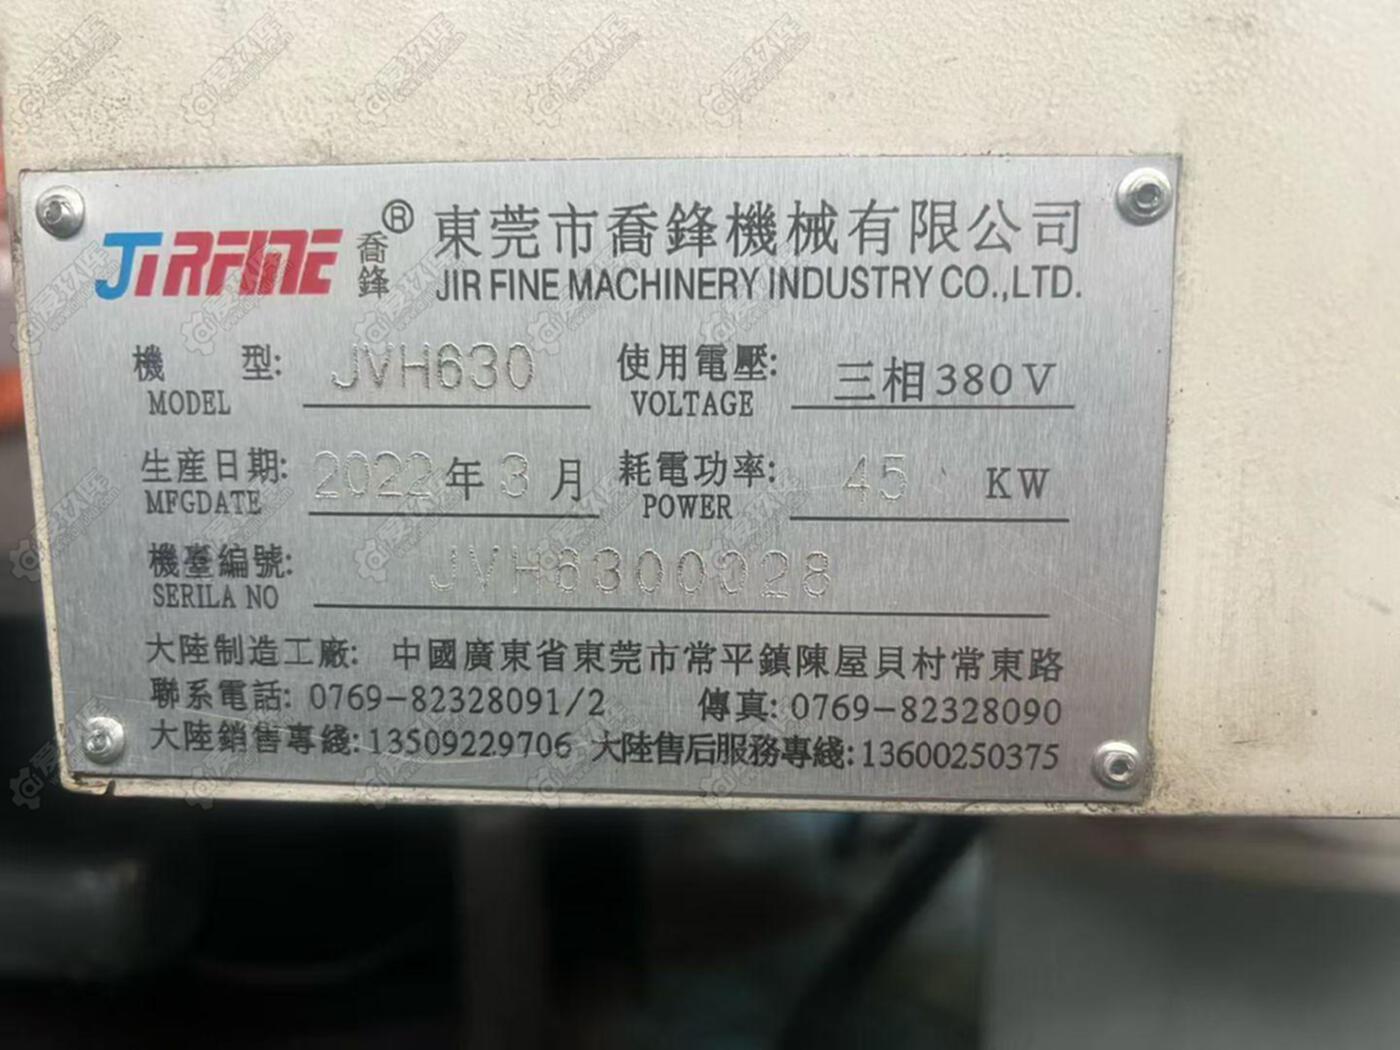 JIRFINE 喬鋒 ® 東莞市喬鋒機械有限公司
JIR FINE MACHINERY INDUSTRY CO.,LTD.
機 型: JVH630 使用電壓: 三相380V
MODEL VOLTAGE
生産日期: 2022年3月 耗電功率: 45 KW
MFGDATE POWER
機臺編號: JVH6300028
SERILA NO
大陸制造工廠: 中國廣東省東莞市常平鎮陳屋貝村常東路
聯系電話: 0769-82328091/2 傳真: 0769-82328090
大陸銷售專綫:13509229706 大陸售后服務專綫:13600250375